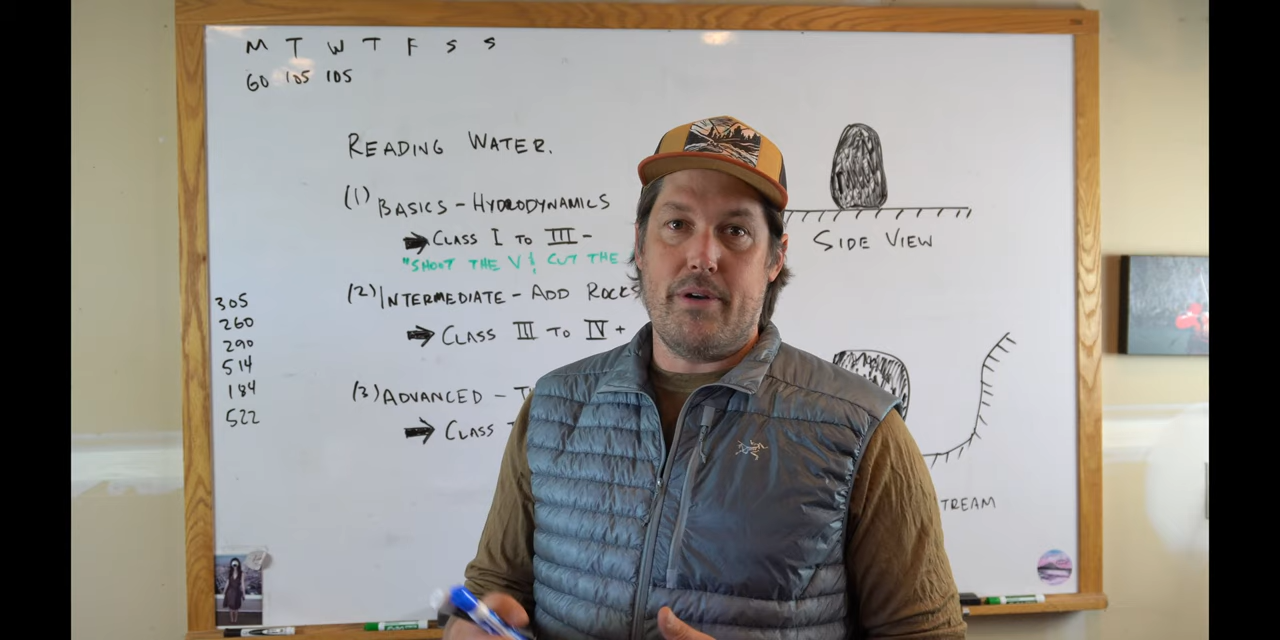 M T W T F S S
60 105 105
READING WATER.
(1) BASICS - HYDRODYNAMICS
CLASS I TO III -
"SHOOT THE V & CUT THE
(2) INTERMEDIATE - ADD ROCKS
CLASS III TO IV +
(3) ADVANCED -
CLASS
305
260
290
514
184
522
SIDE VIEW
TREAM